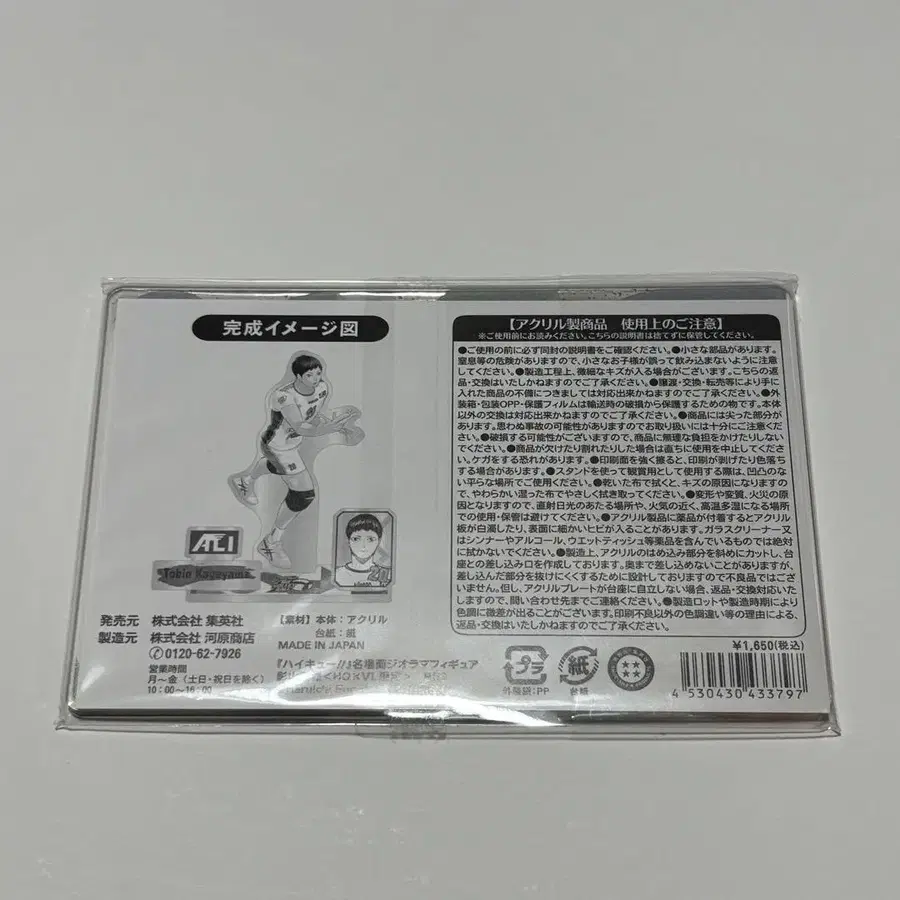 完成イメージ図
ALI
Tobio Kageyama
20
発売元 株式会社 集英社
製造元 株式会社 河原商店
0120-62-7926
営業時間
月~金(土日・祝日を除く)
10:00~16:00
【素材】本体:アクリル
台紙:紙
MADE IN JAPAN
『ハイキュー!!』名場面ジオラマフィギュア
【アクリル製商品 使用上のご注意】
※ご使用前にお読みください。こちらの説明書は捨てずに保管してください。
●ご使用の前に必ず同封の説明書をご確認ください。●小さな部品があります。
窒息等の危険がありますので、小さなお子様が誤って飲み込まないように注意
してください。●製造工程上、微細なキズが入る場合がございます。こちらの返
品・交換はいたしかねますのでご了承ください。●譲渡・交換・転売等により手に
入れた商品の不備につきましては対応出来かねますのでご了承ください。●外
装箱・包装OPP・保護フィルムは輸送時の破損から保護するための物です。本体
以外の交換は対応出来かねますのでご了承ください。●商品には尖った部分が
あります。思わぬ事故の可能性がありますのでお取り扱いには十分にご注意くだ
さい。●破損する可能性がございますので、商品に無理な負担をかけたりしない
でください。●商品が欠けたり割れたりした場合は直ちに使用を中止してください。
ケガをする恐れがあります。●印刷面を強く擦ると、印刷が剥げたり色落ち
する場合があります。●スタンドを使って観賞用として使用する際は、凹凸のな
い平らな場所でご使用ください。●乾いた布で拭くと、キズの原因になりますの
で、やわらかい湿った布でやさしく拭き取ってください。●変形や変質、火災の原
因となりますので、直射日光のあたる場所や、火気の近く、高温多湿になる場所
での使用・保管は避けてください。●アクリル製品に薬品が付着するとアクリル
板が白濁したり、表面に細かいヒビが入ることがあります。ガラスクリーナー又
はシンナーやアルコール、ウエットティッシュ等薬品を含んでいるものでは絶対
に拭かないでください。●製造上、アクリルのはめ込み部分を斜めにカットし、台
座との差し込み口を作成しております。奥まで差し込めないことがありますが、
差し込んだ部分を抜けにくくするために設計しておりますので不良品ではござ
いません。但し、アクリルプレートが台座に自立しない場合、返品・交換対応いた
しますので、問い合わせ先までご連絡ください。●製造ロットや製造時期により
色調に微差が出ることがございます。印刷不良以外の色調違い等の理由による、
返品・交換はいたしかねますのでご了承ください。
¥1,650(税込)
プラ
外装袋:PP
紙
台紙
4 530430 433797